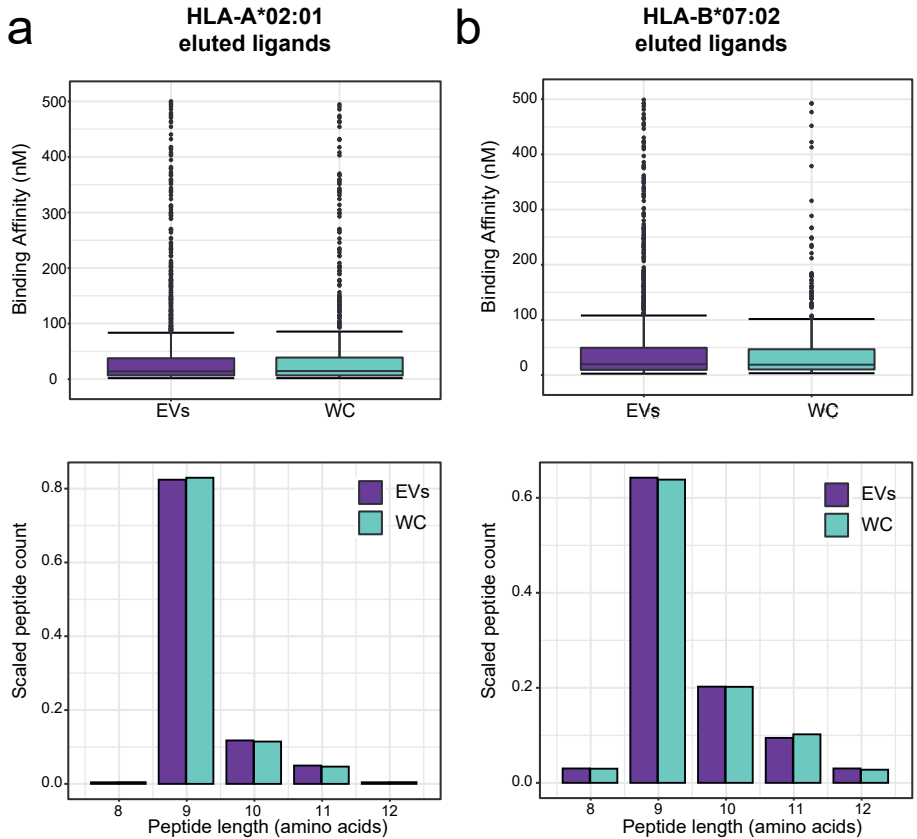 a
HLA-A*02:01
eluted ligands
Binding Affinity (nM)
500
400
300
200
100
0
EVs
WC
Scaled peptide count
0.8
0.6
0.4
0.2
0.0
EVs
WC
8
9
10
11
12
Peptide length (amino acids)
b
HLA-B*07:02
eluted ligands
Binding Affinity (nM)
500
400
300
200
100
0
EVs
WC
Scaled peptide count
0.6
0.4
0.2
0.0
EVs
WC
8
9
10
11
12
Peptide length (amino acids)